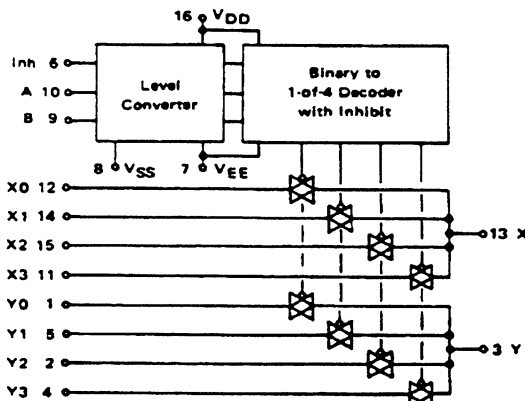 16 VDD
Inh 6
A 10
B 9
Level
Converter
Binary to
1-of-4 Decoder
with Inhibit
8 VSS
7 VEE
X0 12
X1 14
X2 15
X3 11
13 X
Y0 1
Y1 5
Y2 2
Y3 4
3 Y